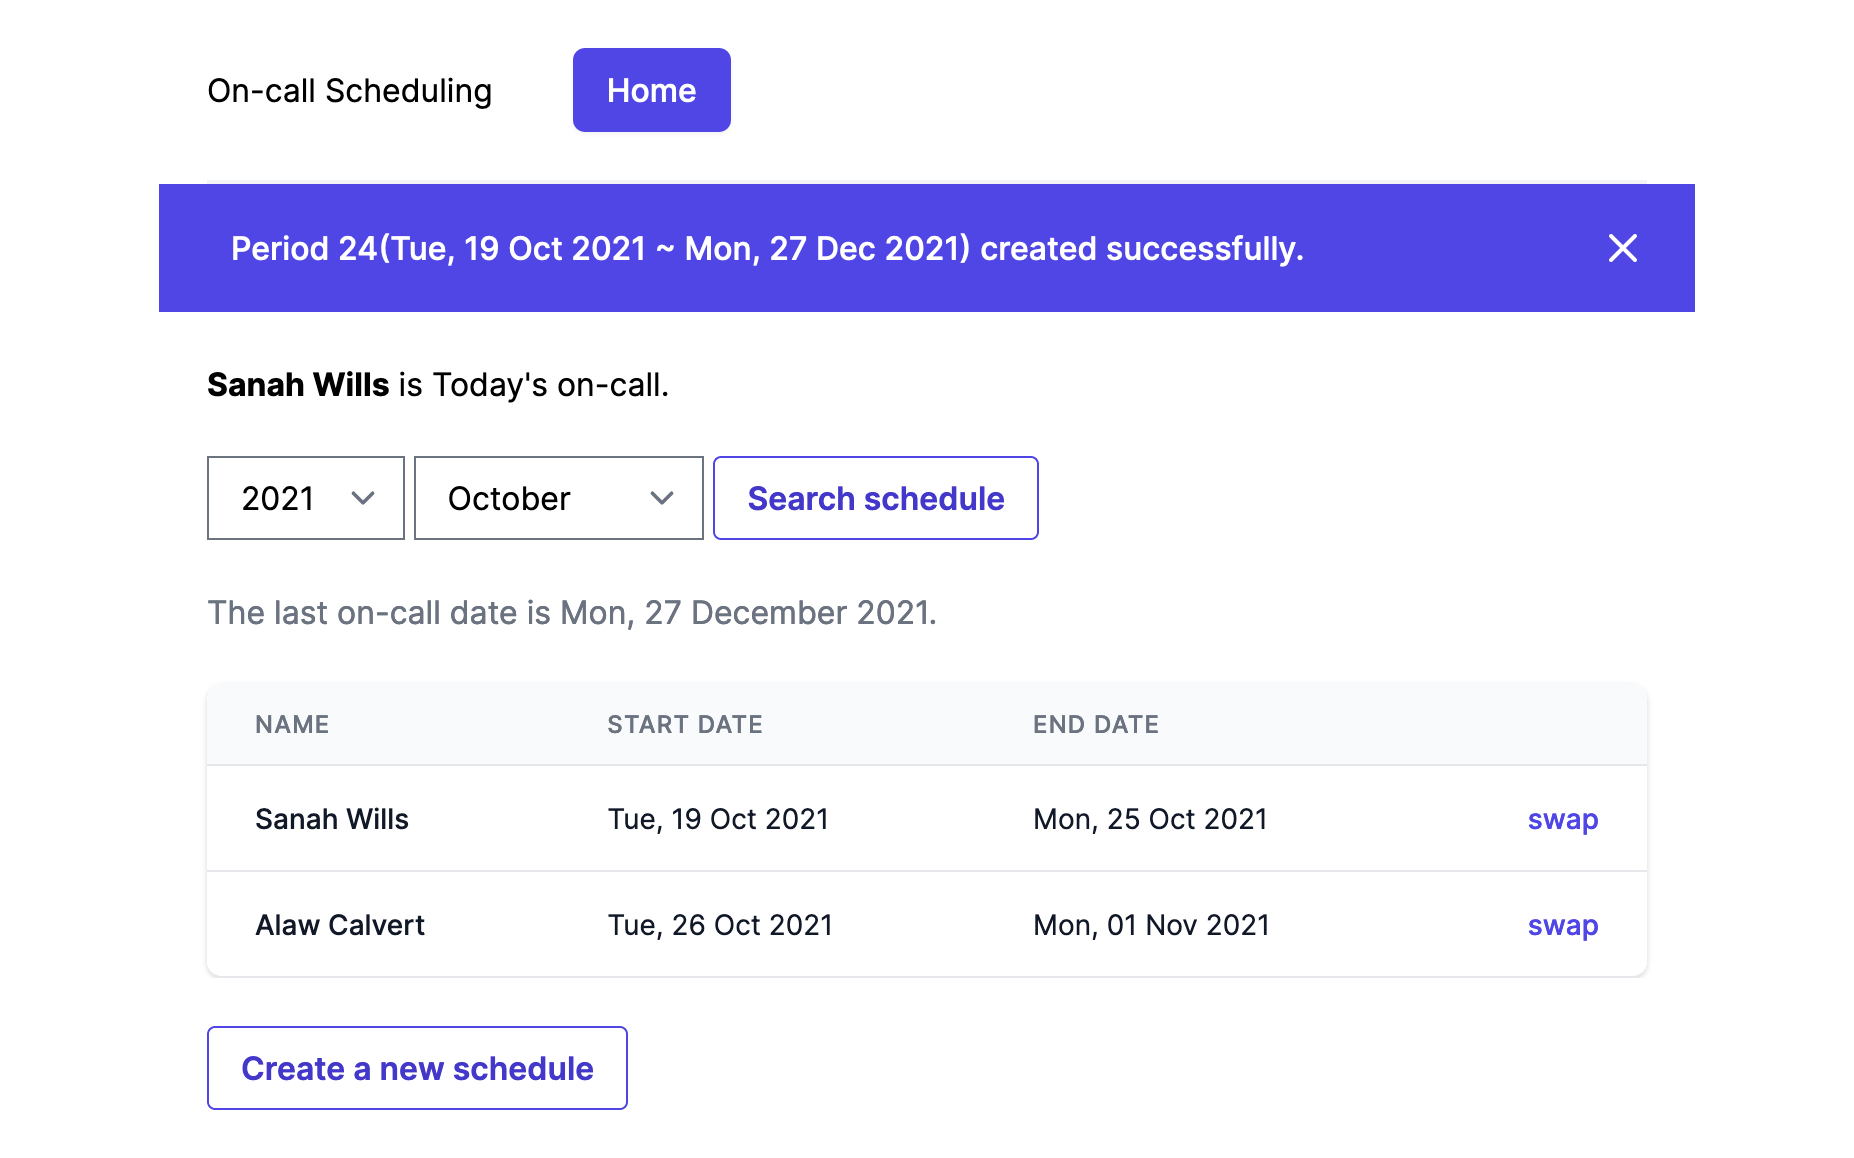 On-call Scheduling Home
Period 24(Tue, 19 Oct 2021 ~ Mon, 27 Dec 2021) created successfully.
Sanah Wills is Today's on-call.
2021 October Search schedule
The last on-call date is Mon, 27 December 2021.
NAME START DATE END DATE
Sanah Wills Tue, 19 Oct 2021 Mon, 25 Oct 2021 swap
Alaw Calvert Tue, 26 Oct 2021 Mon, 01 Nov 2021 swap
Create a new schedule